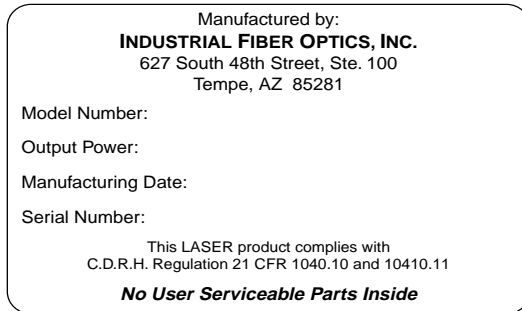 Manufactured by:
INDUSTRIAL FIBER OPTICS, INC.
627 South 48th Street, Ste. 100
Tempe, AZ 85281
Model Number:
Output Power:
Manufacturing Date:
Serial Number:
This LASER product complies with
C.D.R.H. Regulation 21 CFR 1040.10 and 10410.11
No User Serviceable Parts Inside